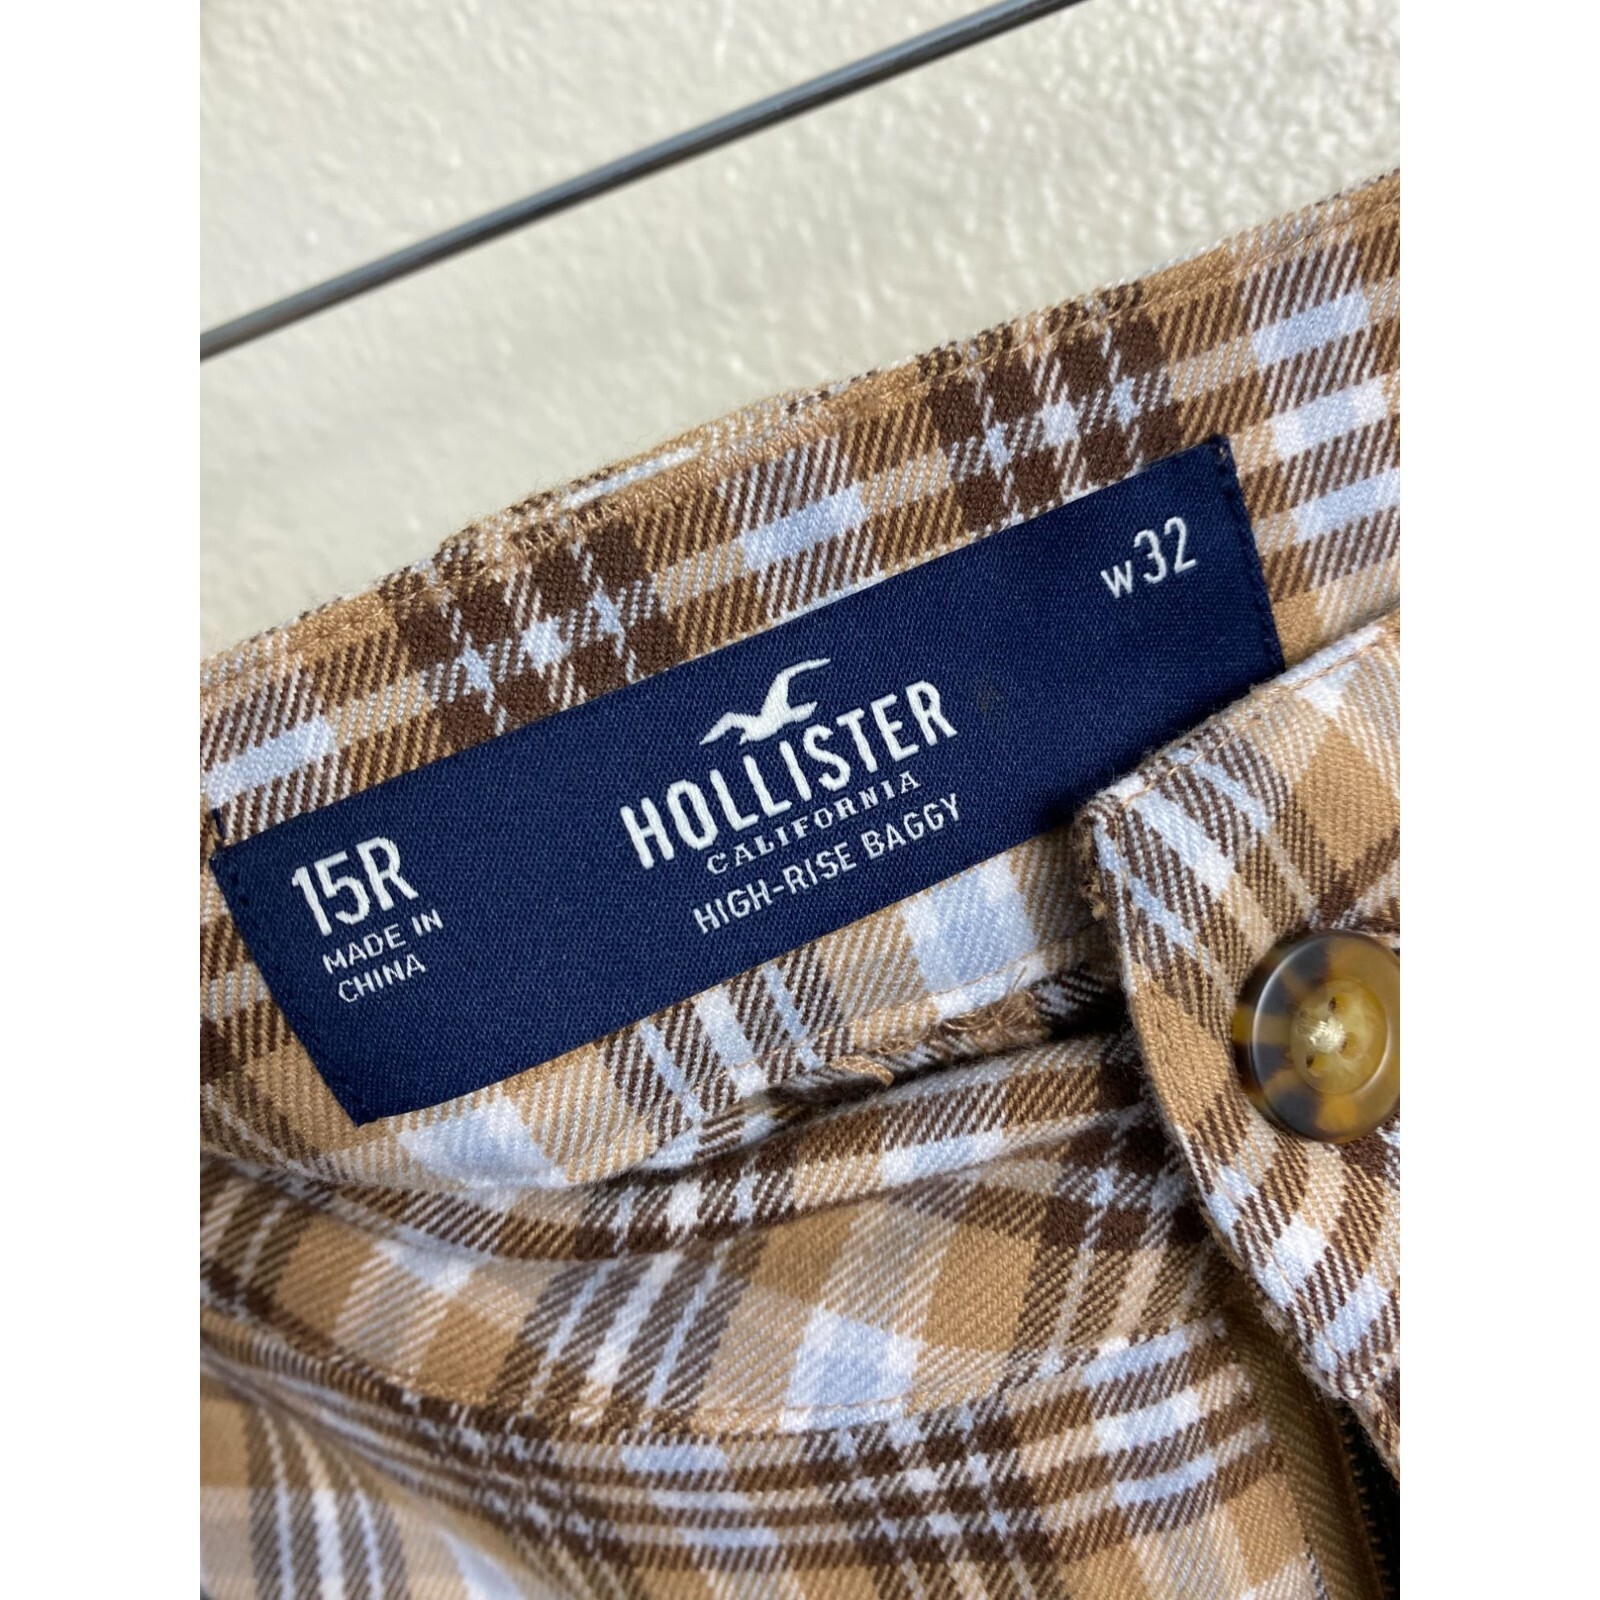 w32
HOLLISTER
CALIFORNIA
HIGH-RISE BAGGY
15R
MADE IN
CHINA